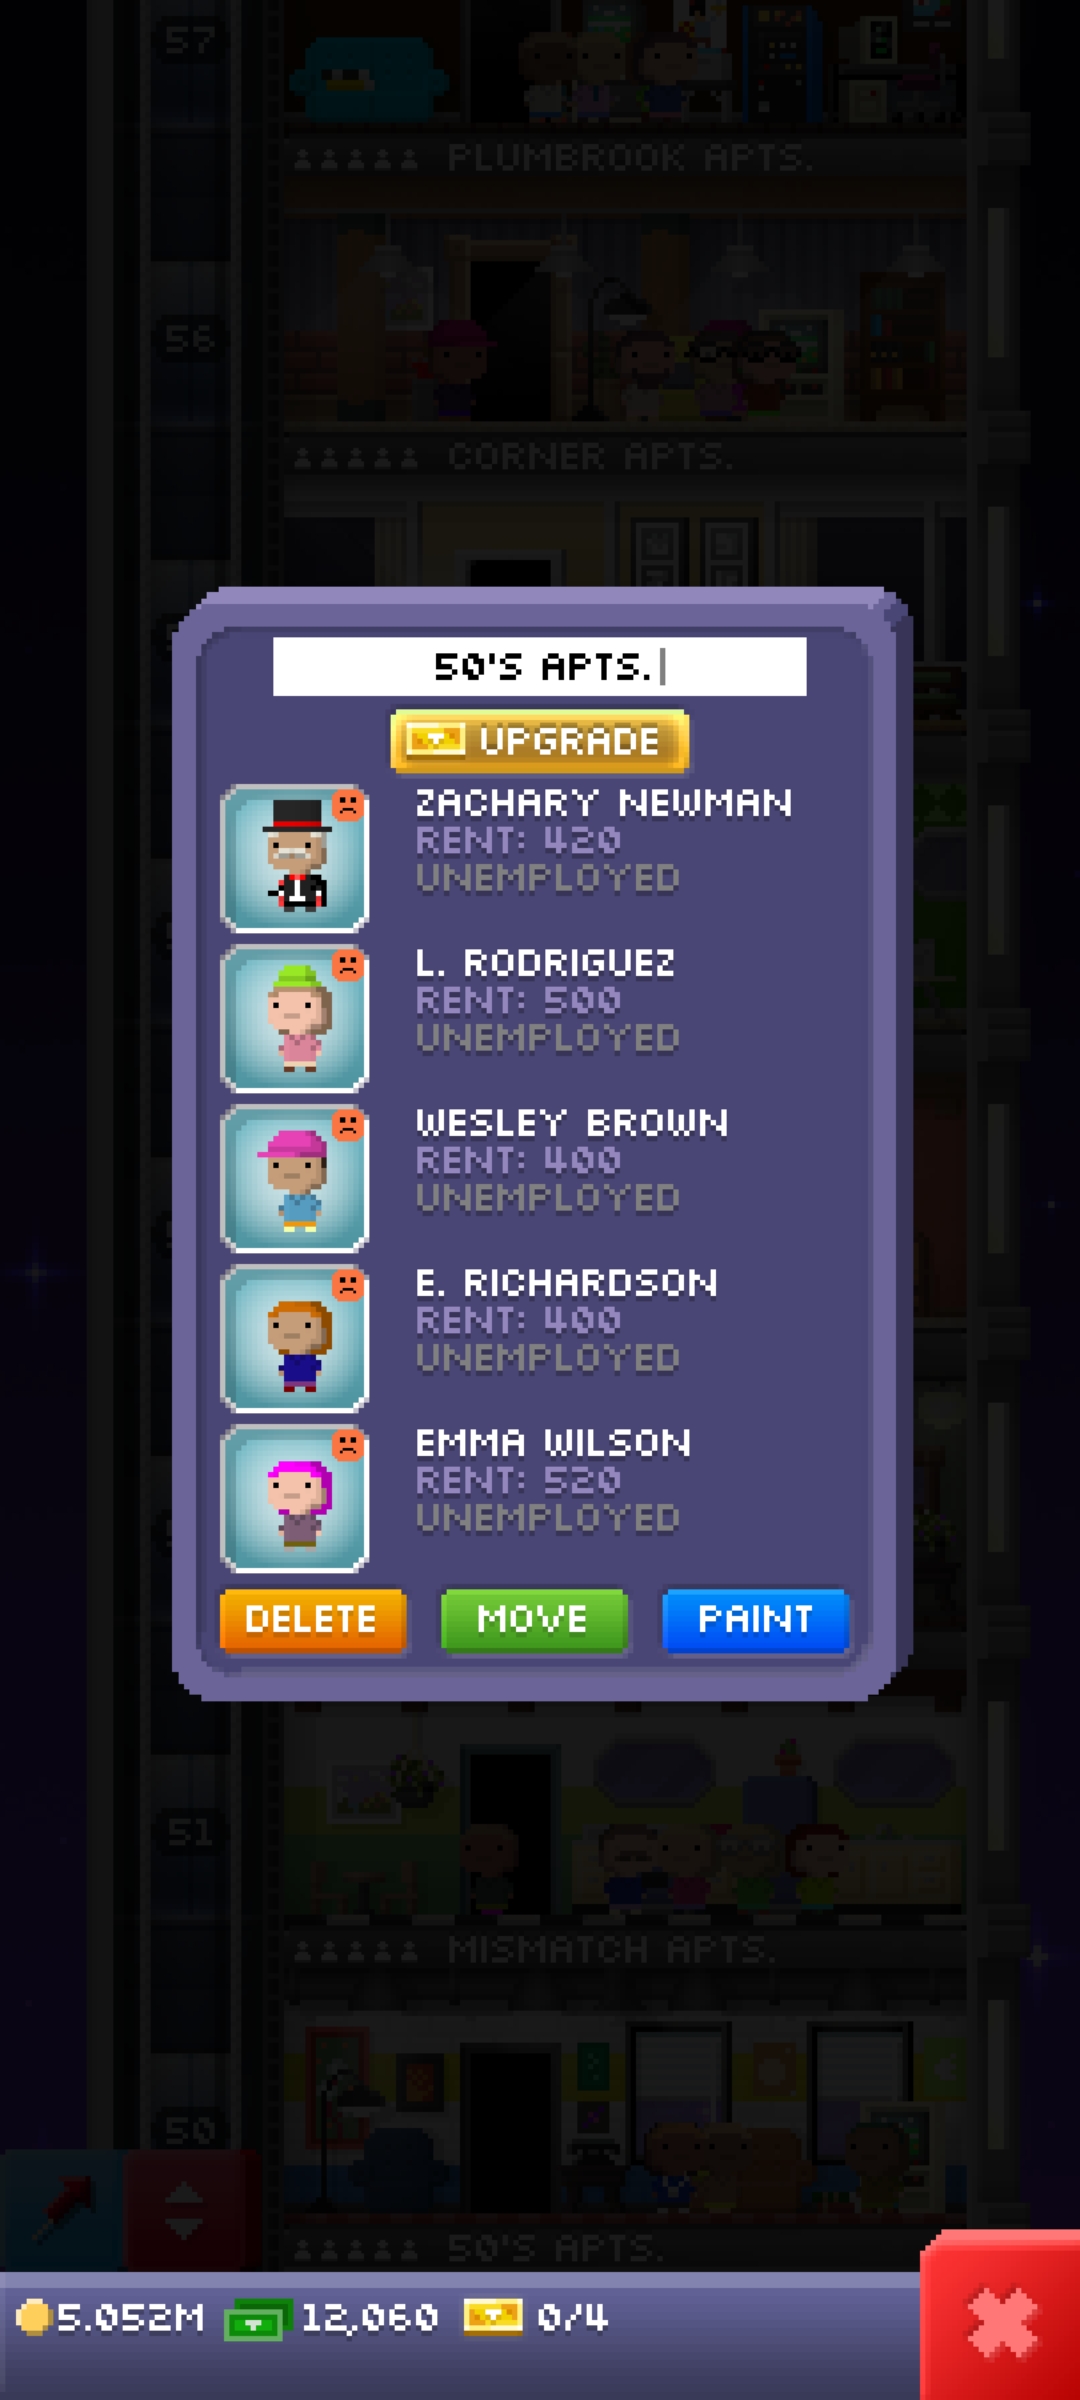 57
PLUMBROOK APTS.
56
CORNER APTS.
50'S APTS.
UPGRADE
ZACHARY NEWMAN
RENT: 420
UNEMPLOYED
L. RODRIGUEZ
RENT: 500
UNEMPLOYED
WESLEY BROWN
RENT: 400
UNEMPLOYED
E. RICHARDSON
RENT: 400
UNEMPLOYED
EMMA WILSON
RENT: 520
UNEMPLOYED
DELETE MOVE PAINT
51
MISMATCH APTS.
50
50'S APTS.
5.052M 12,060 0/4